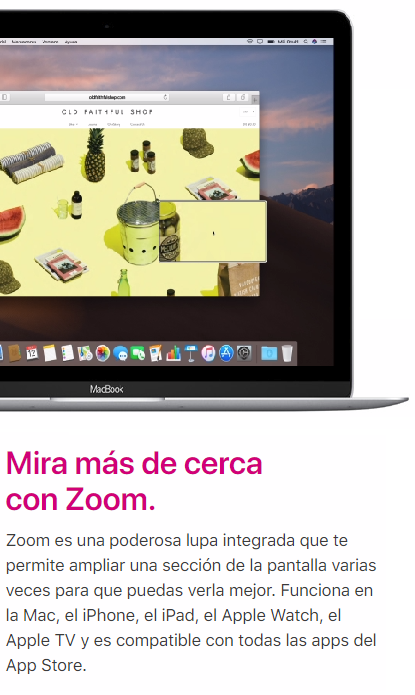 OLD FAITHFUL SHOP
MacBook
Mira más de cerca
con Zoom.
Zoom es una poderosa lupa integrada que te
permite ampliar una sección de la pantalla varias
veces para que puedas verla mejor. Funciona en
la Mac, el iPhone, el iPad, el Apple Watch, el
Apple TV y es compatible con todas las apps del
App Store.